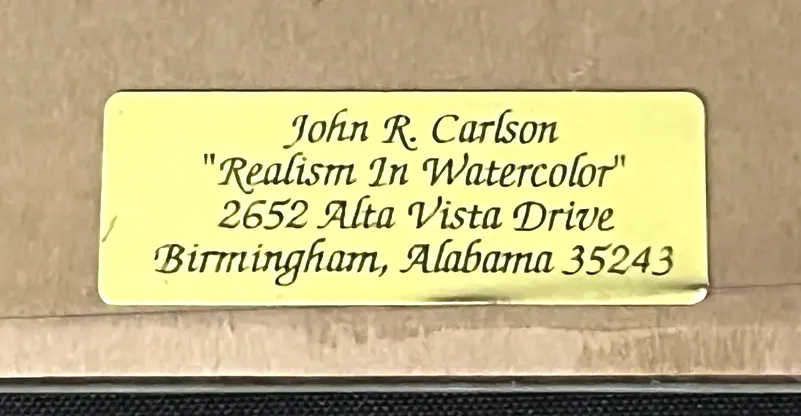 John R. Carlson
"Realism In Watercolor"
2652 Alta Vista Drive
Birmingham, Alabama 35243